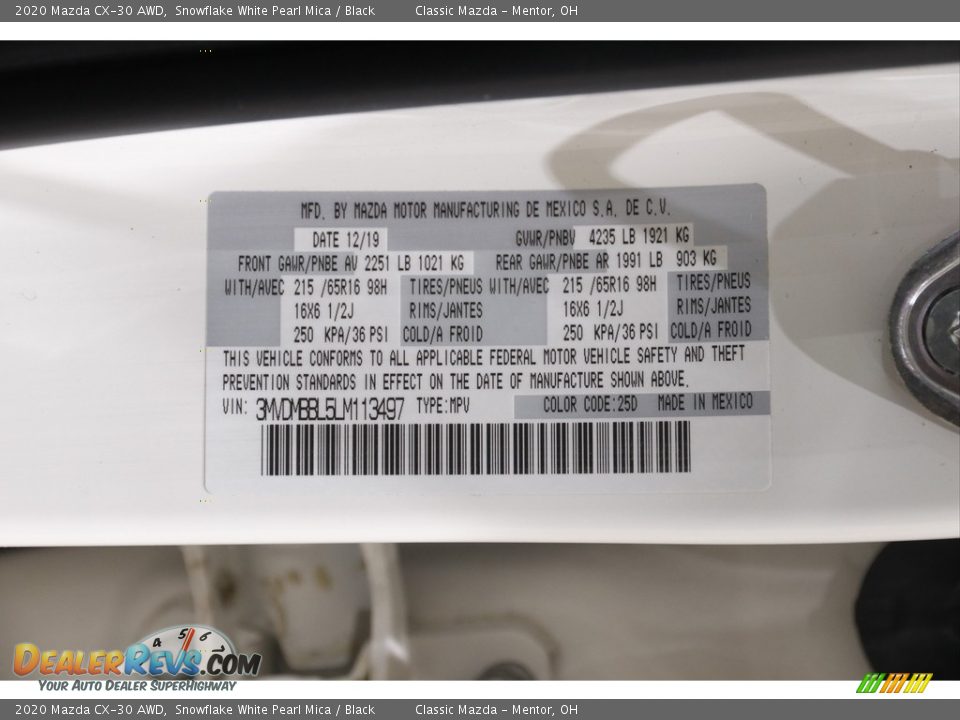 2020 Mazda CX-30 AWD, Snowflake White Pearl Mica / Black Classic Mazda - Mentor, OH
MFD. BY MAZDA MOTOR MANUFACTURING DE MEXICO S.A. DE C.V.
DATE 12/19 GVWR/PNBV 4235 LB 1921 KG
FRONT GAWR/PNBE AV 2251 LB 1021 KG REAR GAWR/PNBE AR 1991 LB 903 KG
WITH/AVEC 215 /65R16 98H TIRES/PNEUS WITH/AVEC 215 /65R16 98H TIRES/PNEUS
16X6 1/2J RIMS/JANTES 16X6 1/2J RIMS/JANTES
250 KPA/36 PSI COLD/A FROID 250 KPA/36 PSI COLD/A FROID
THIS VEHICLE CONFORMS TO ALL APPLICABLE FEDERAL MOTOR VEHICLE SAFETY AND THEFT
PREVENTION STANDARDS IN EFFECT ON THE DATE OF MANUFACTURE SHOWN ABOVE.
VIN: 3MVDMBBL5LM113497 TYPE:MPV COLOR CODE:25D MADE IN MEXICO
4 5 6
DEALERREVS.COM
YOUR AUTO DEALER SUPERHIGHWAY
2020 Mazda CX-30 AWD, Snowflake White Pearl Mica / Black Classic Mazda - Mentor, OH